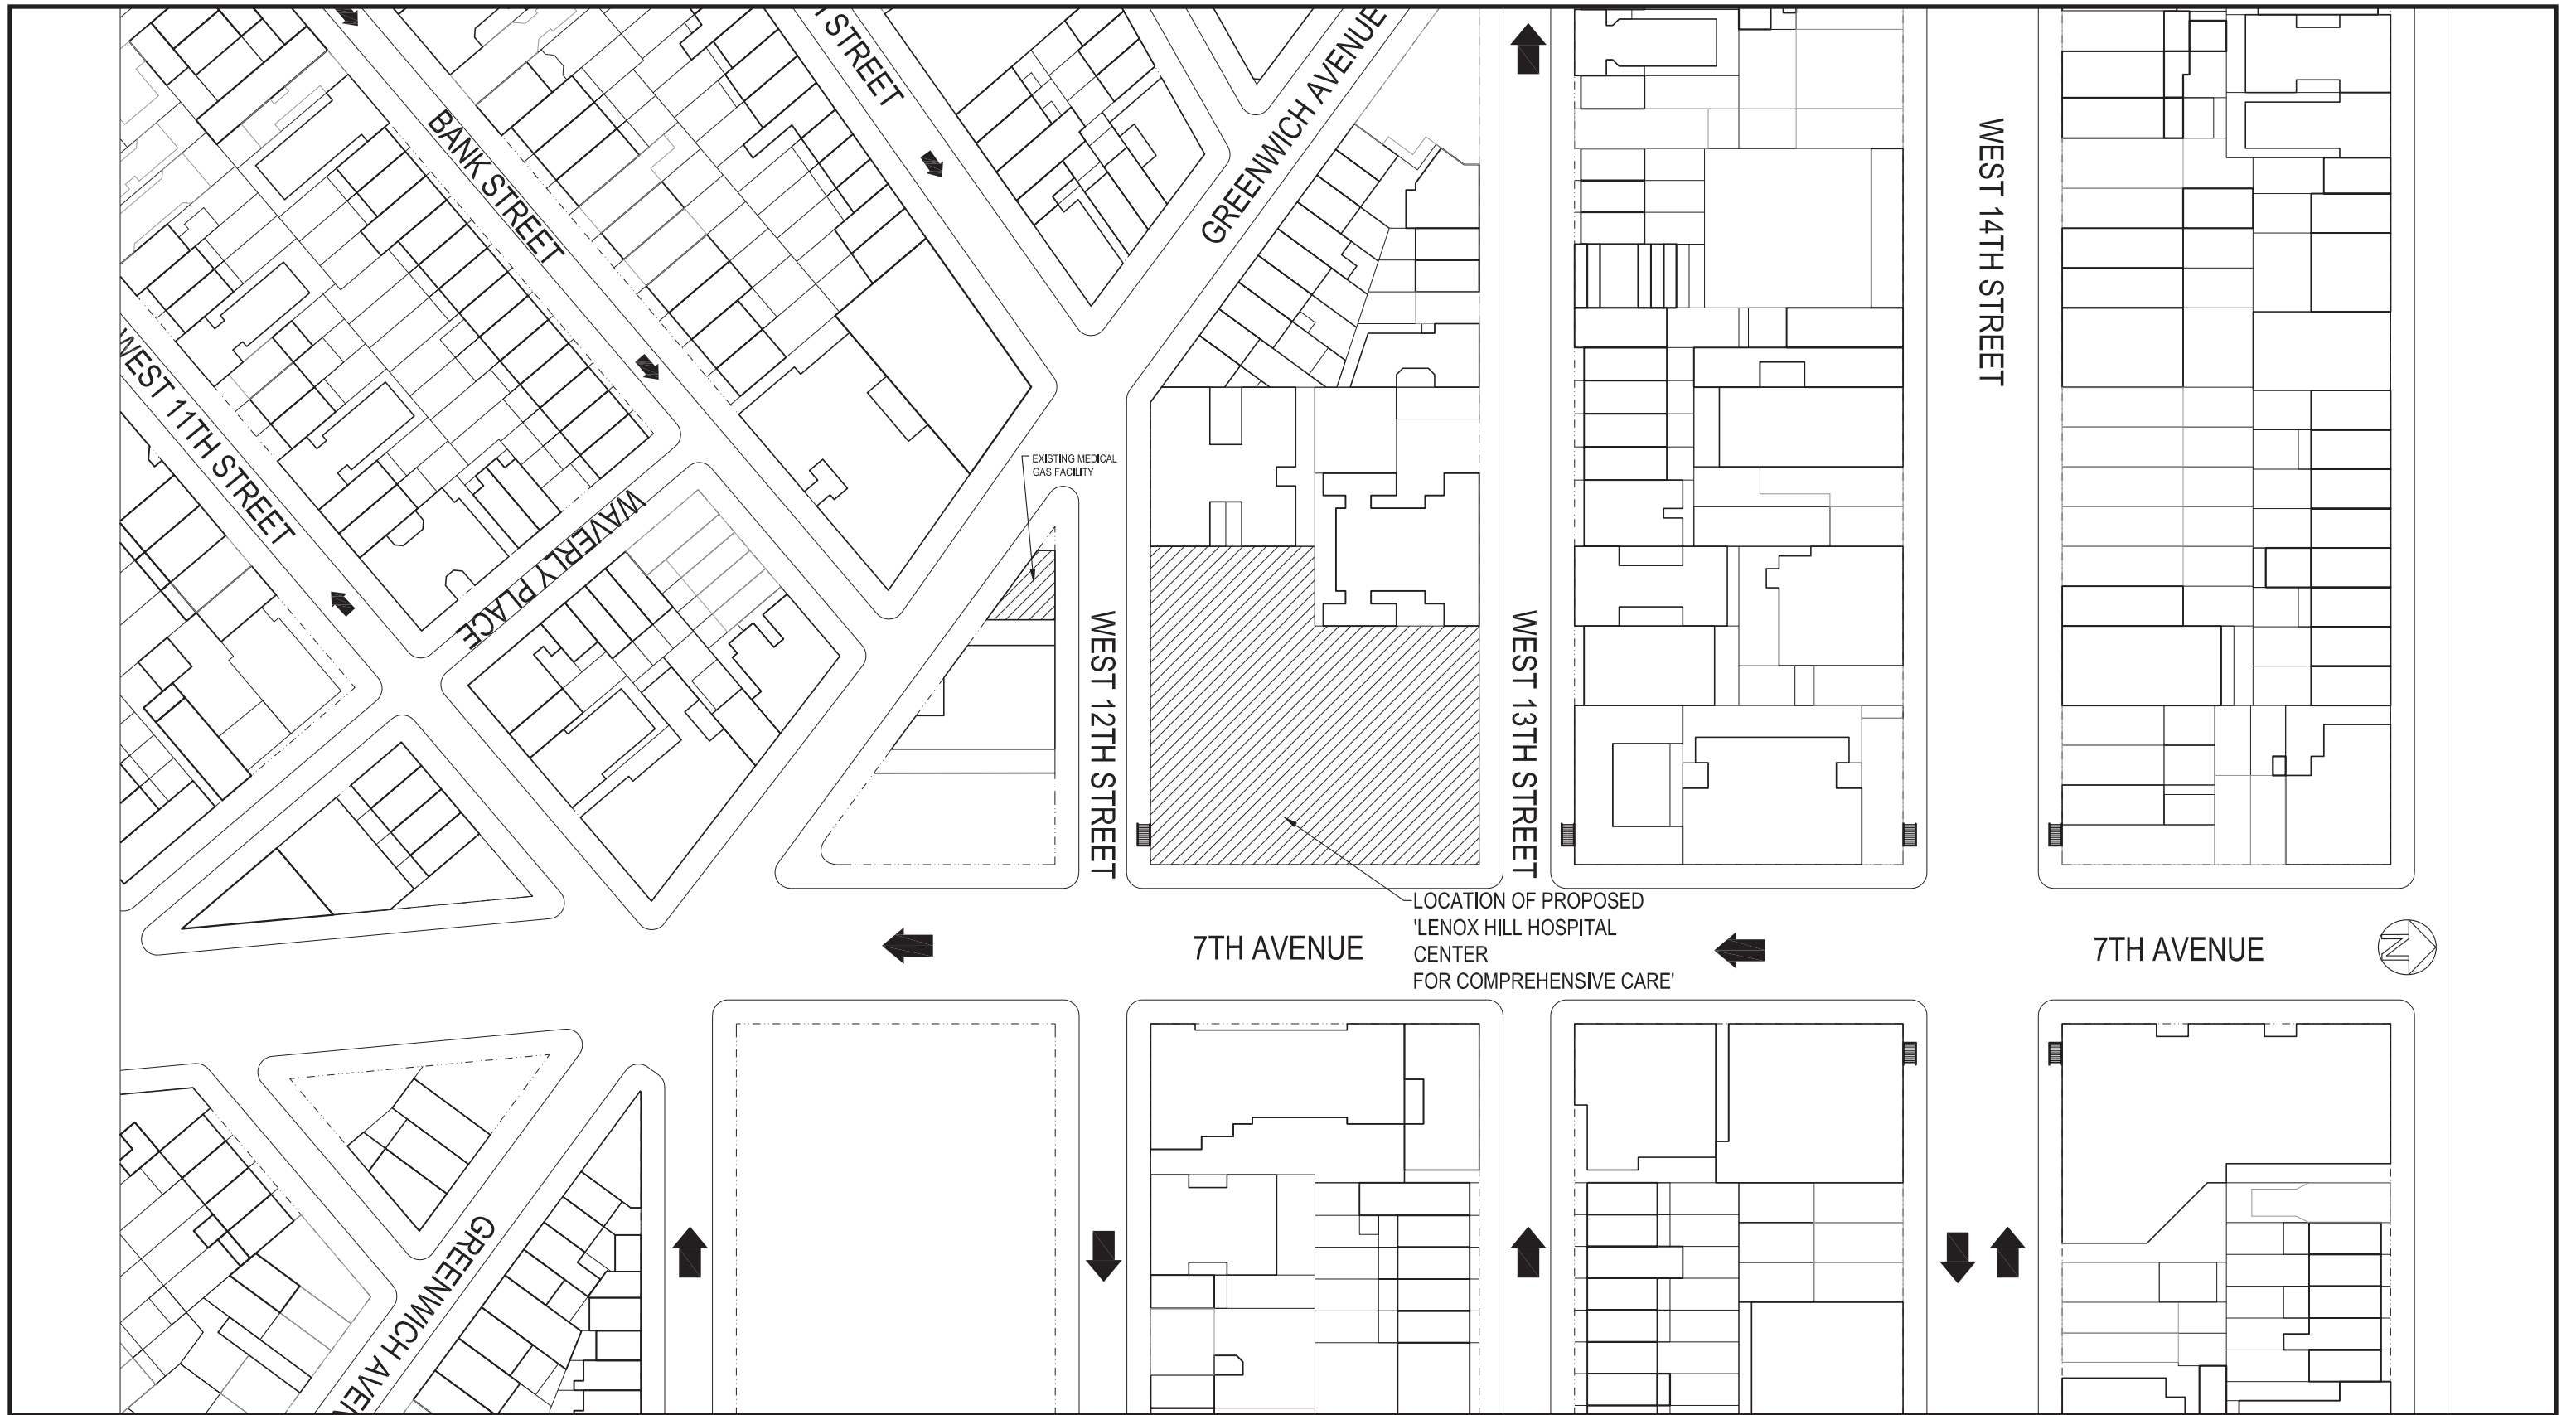 H STREET
GREENWICH AVENUE
BANK STREET
WEST 14TH STREET
WEST 11TH STREET
EXISTING MEDICAL
GAS FACILITY
WAVERLY PLACE
WEST 12TH STREET
WEST 13TH STREET
LOCATION OF PROPOSED
'LENOX HILL HOSPITAL
CENTER
FOR COMPREHENSIVE CARE'
7TH AVENUE
7TH AVENUE
N
GREENWICH AVEN